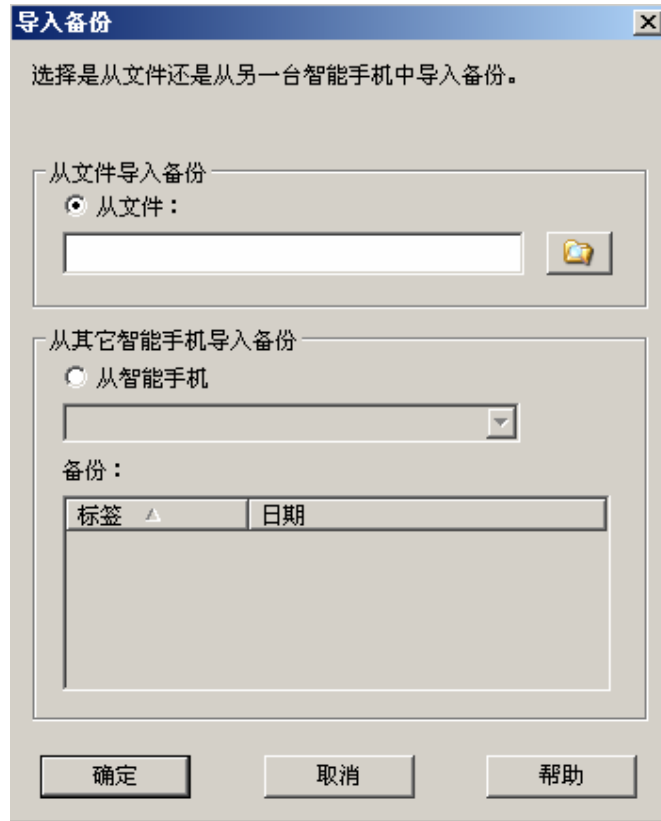 导入备份
选择是从文件还是从另一台智能手机中导入备份。
从文件导入备份
从文件：
从其它智能手机导入备份
从智能手机
备份：
标签 日期
确定 取消 帮助